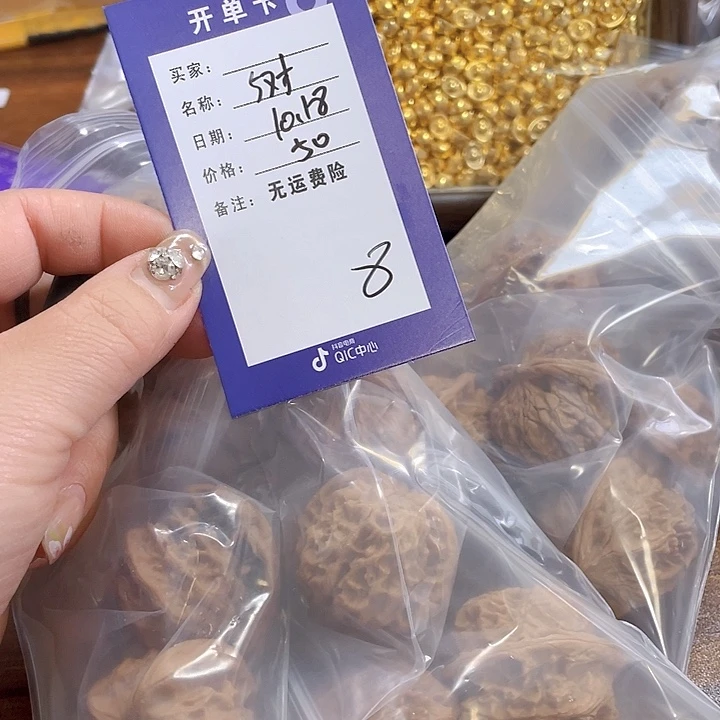 开单卡
买家：
名称： 5对
日期： 10.18
价格： 50
备注： 无运费险
8
抖音电商
QIC中心